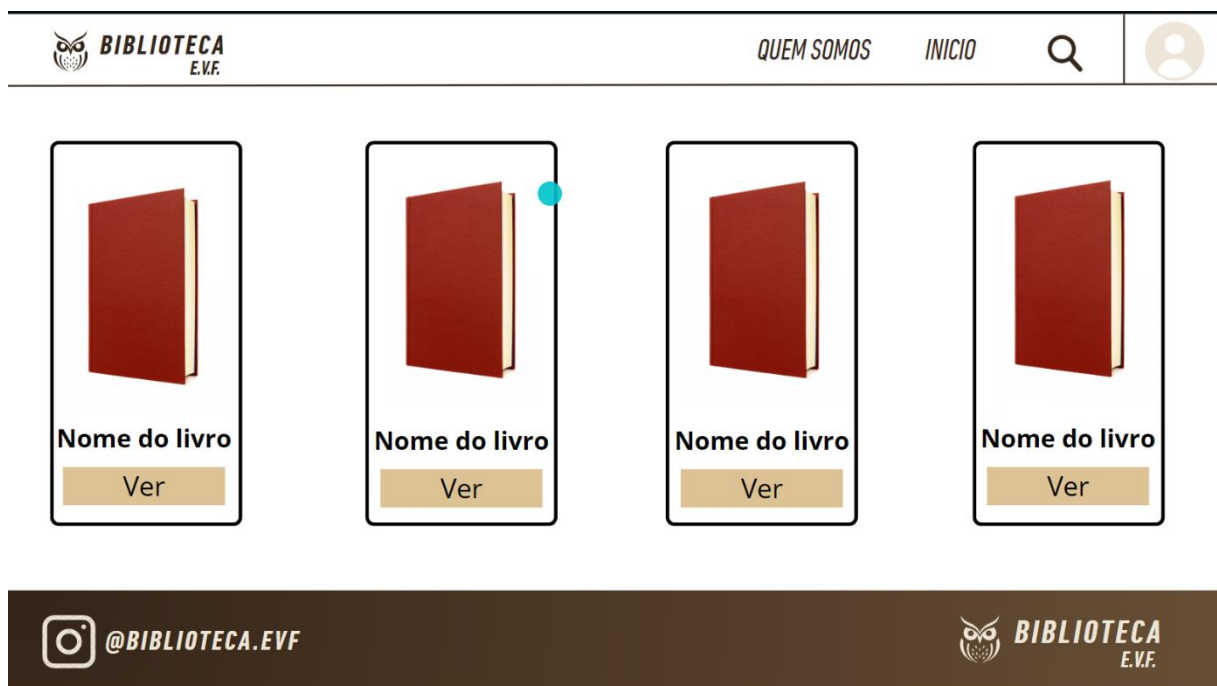 BIBLIOTECA
E.V.F.
QUEM SOMOS
INICIO
Nome do livro
Ver
Nome do livro
Ver
Nome do livro
Ver
Nome do livro
Ver
@BIBLIOTECA.EVF
BIBLIOTECA
E.V.F.